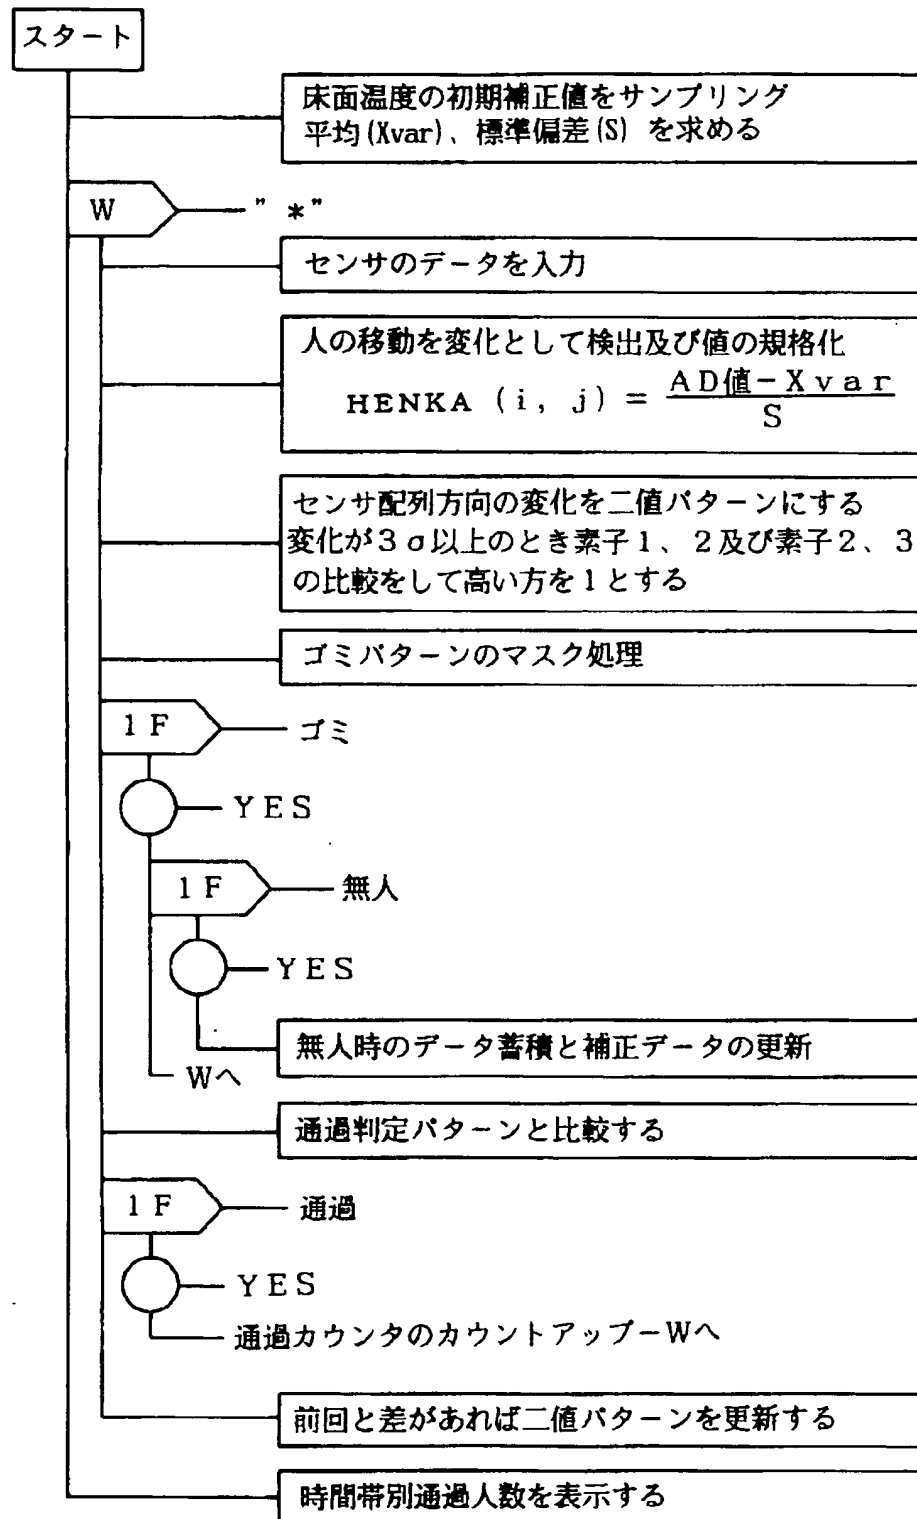 スタート
床面温度の初期補正値をサンプリング
平均(Xvar)、標準偏差(S) を求める
W
" *"
センサのデータを入力
人の移動を変化として検出及び値の規格化
HENKA (i, j) = AD値-Xvar
S
センサ配列方向の変化を二値パターンにする
変化が3σ以上のとき素子1、2及び素子2、3
の比較をして高い方を1とする
ゴミパターンのマスク処理
1F
ゴミ
YES
1F
無人
YES
無人時のデータ蓄積と補正データの更新
Wへ
通過判定パターンと比較する
1F
通過
YES
通過カウンタのカウントアップ-Wへ
前回と差があれば二値パターンを更新する
時間帯別通過人数を表示する